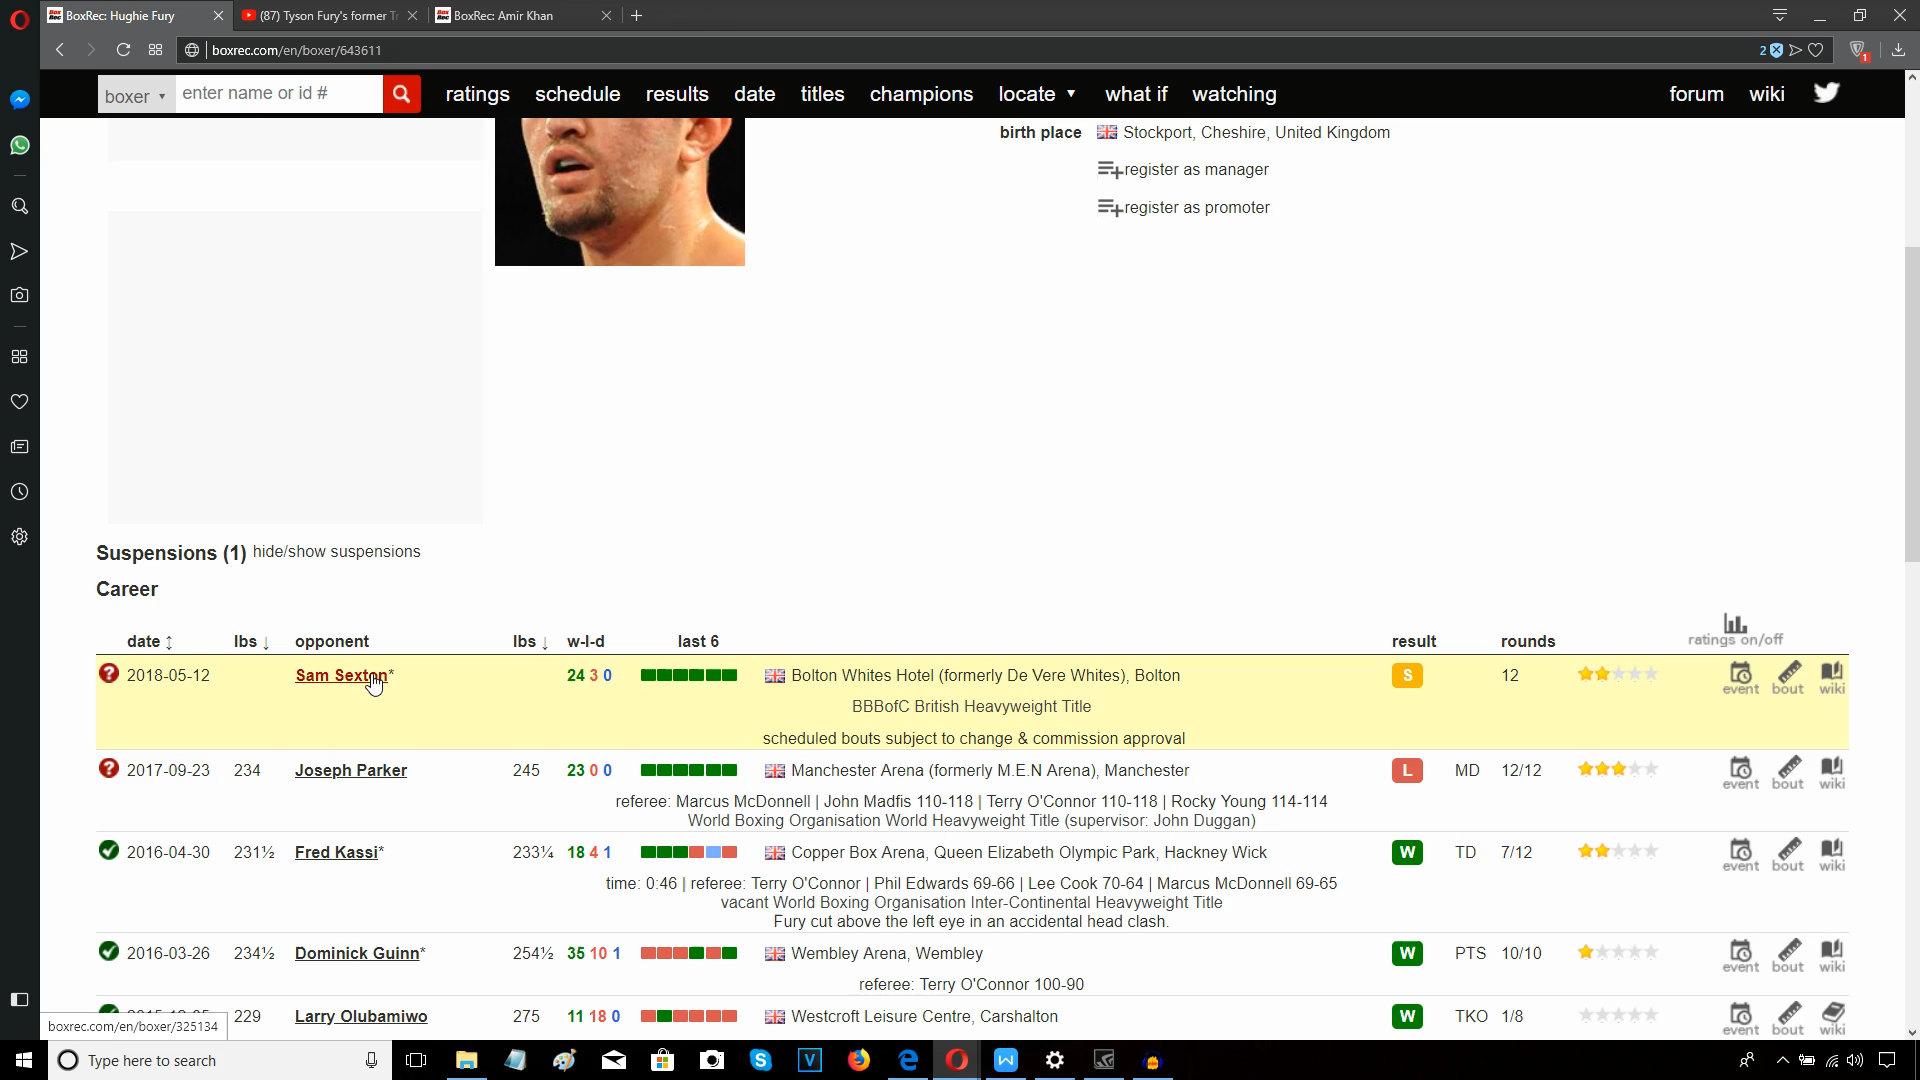 BoxRec: Hughie Fury
(87) Tyson Fury's former Tr
BoxRec: Amir Khan
boxrec.com/en/boxer/643611
2
1
boxer
enter name or id #
ratings schedule results date titles champions locate what if watching
forum wiki
birth place Stockport, Cheshire, United Kingdom
register as manager
register as promoter
Suspensions (1) hide/show suspensions
Career
ratings on/off
date lbs opponent lbs w-l-d last 6 result rounds
2018-05-12 Sam Sexton* 24 3 0 Bolton Whites Hotel (formerly De Vere Whites), Bolton S 12 event bout wiki
BBBofC British Heavyweight Title
scheduled bouts subject to change & commission approval
2017-09-23 234 Joseph Parker 245 23 0 0 Manchester Arena (formerly M.E.N Arena), Manchester L MD 12/12 event bout wiki
referee: Marcus McDonnell | John Madfis 110-118 | Terry O'Connor 110-118 | Rocky Young 114-114
World Boxing Organisation World Heavyweight Title (supervisor: John Duggan)
2016-04-30 231½ Fred Kassi* 233¼ 18 4 1 Copper Box Arena, Queen Elizabeth Olympic Park, Hackney Wick W TD 7/12 event bout wiki
time: 0:46 | referee: Terry O'Connor | Phil Edwards 69-66 | Lee Cook 70-64 | Marcus McDonnell 69-65
vacant World Boxing Organisation Inter-Continental Heavyweight Title
Fury cut above the left eye in an accidental head clash.
2016-03-26 234½ Dominick Guinn* 254½ 35 10 1 Wembley Arena, Wembley W PTS 10/10 event bout wiki
referee: Terry O'Connor 100-90
229 Larry Olubamiwo 275 11 18 0 Westcroft Leisure Centre, Carshalton W TKO 1/8 event bout wiki
boxrec.com/en/boxer/325134
Type here to search